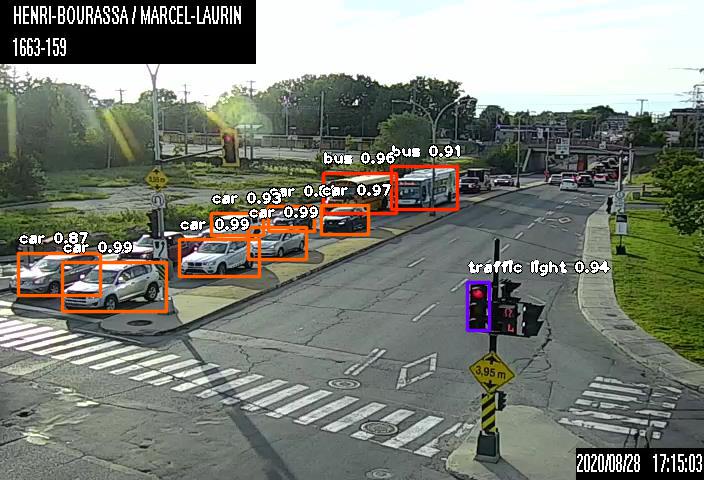 HENRI-BOURASSA / MARCEL-LAURIN
1663-159
bus 0.96
bus 0.91
car 0.93
car 0.97
car 0.99
car 0.99
car 0.87
car 0.99
traffic light 0.94
3,95 m
2020/08/28 17:15:03